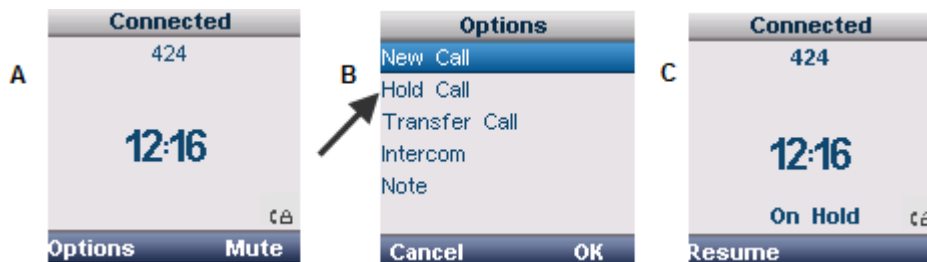 A
Connected
424
12:16
Options Mute
B
Options
New Call
Hold Call
Transfer Call
Intercom
Note
Cancel OK
C
Connected
424
12:16
On Hold
Resume